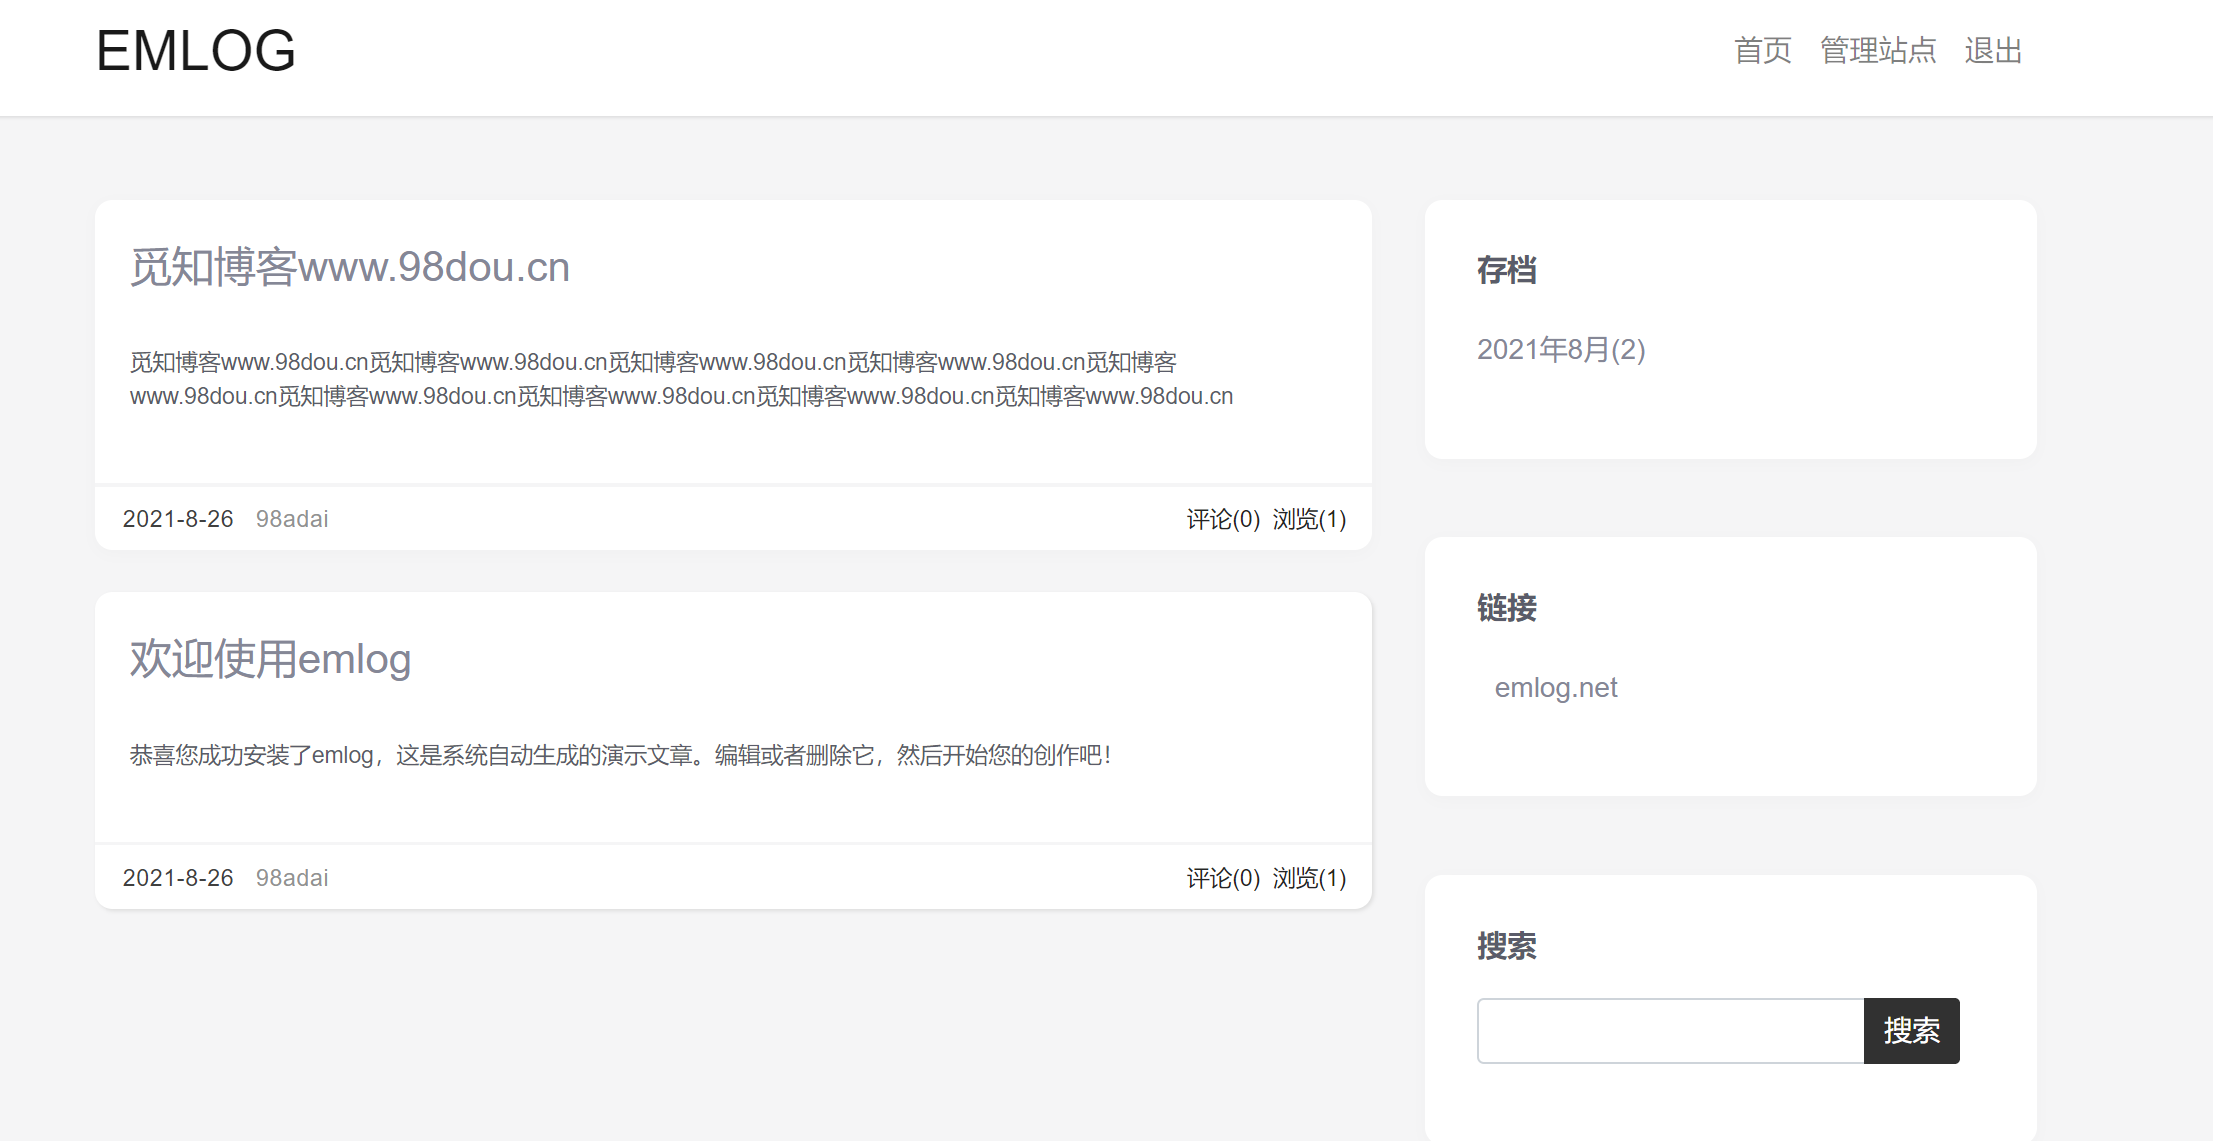 EMLOG
首页 管理站点 退出
觅知博客www.98dou.cn
觅知博客www.98dou.cn觅知博客www.98dou.cn觅知博客www.98dou.cn觅知博客www.98dou.cn觅知博客
www.98dou.cn觅知博客www.98dou.cn觅知博客www.98dou.cn觅知博客www.98dou.cn觅知博客www.98dou.cn
2021-8-26 98adai 评论(0) 浏览(1)
欢迎使用emlog
恭喜您成功安装了emlog，这是系统自动生成的演示文章。编辑或者删除它，然后开始您的创作吧！
2021-8-26 98adai 评论(0) 浏览(1)
存档
2021年8月(2)
链接
emlog.net
搜索
搜索